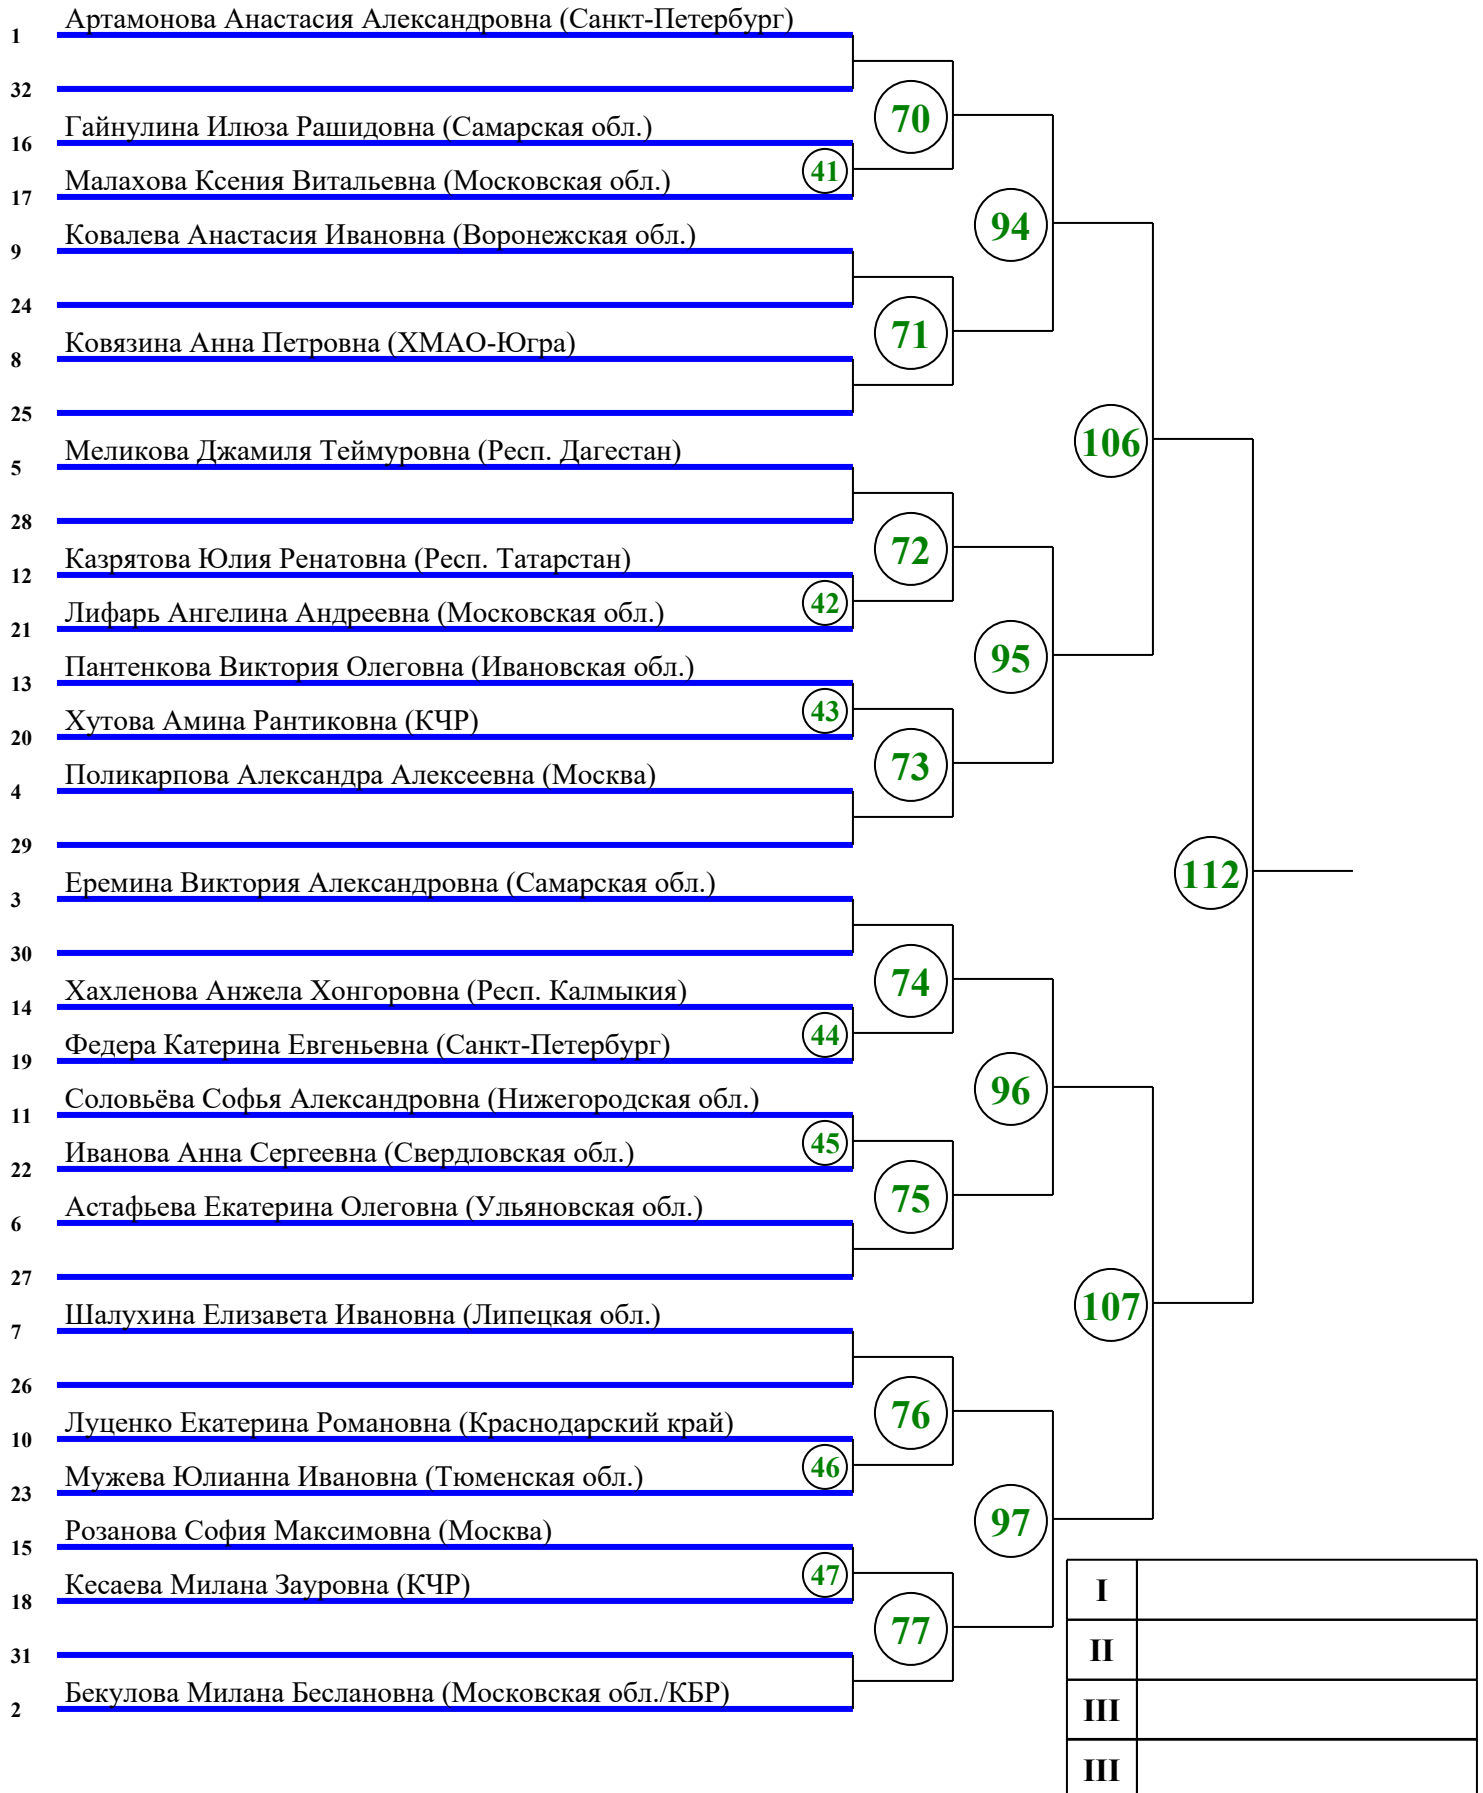 Артамонова Анастасия Александровна (Санкт-Петербург)
1
32
70
Гайнулина Илюза Рашидовна (Самарская обл.)
16
41
Малахова Ксения Витальевна (Московская обл.)
17
94
Ковалева Анастасия Ивановна (Воронежская обл.)
9
24
71
Ковязина Анна Петровна (ХМАО-Югра)
8
25
106
Меликова Джамиля Теймуровна (Респ. Дагестан)
5
28
72
Казрятова Юлия Ренатовна (Респ. Татарстан)
12
42
Лифарь Ангелина Андреевна (Московская обл.)
21
95
Пантенкова Виктория Олеговна (Ивановская обл.)
13
43
Хутова Амина Рантиковна (КЧР)
20
73
Поликарпова Александра Алексеевна (Москва)
4
29
112
Еремина Виктория Александровна (Самарская обл.)
3
30
74
Хахленова Анжела Хонгоровна (Респ. Калмыкия)
14
44
Федера Катерина Евгеньевна (Санкт-Петербург)
19
96
Соловьёва Софья Александровна (Нижегородская обл.)
11
45
Иванова Анна Сергеевна (Свердловская обл.)
22
75
Астафьева Екатерина Олеговна (Ульяновская обл.)
6
27
107
Шалухина Елизавета Ивановна (Липецкая обл.)
7
26
76
Луценко Екатерина Романовна (Краснодарский край)
10
46
Мужева Юлианна Ивановна (Тюменская обл.)
23
97
Розанова София Максимовна (Москва)
15
47
Кесаева Милана Зауровна (КЧР)
18
77
31
Бекулова Милана Беслановна (Московская обл./КБР)
2
I
II
III
III